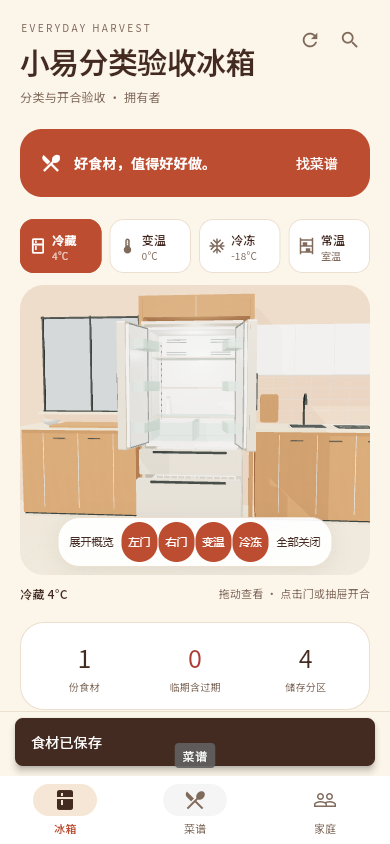 EVERYDAY HARVEST
小易分类验收冰箱
分类与开合验收 · 拥有者
好食材，值得好好做。
找菜谱
冷藏
4°C
变温
0°C
冷冻
-18°C
常温
室温
展开概览
左门
右门
变温
冷冻
全部关闭
冷藏 4°C
拖动查看 · 点击门或抽屉开合
1
份食材
0
临期含过期
4
储存分区
食材已保存
菜谱
冰箱
菜谱
家庭